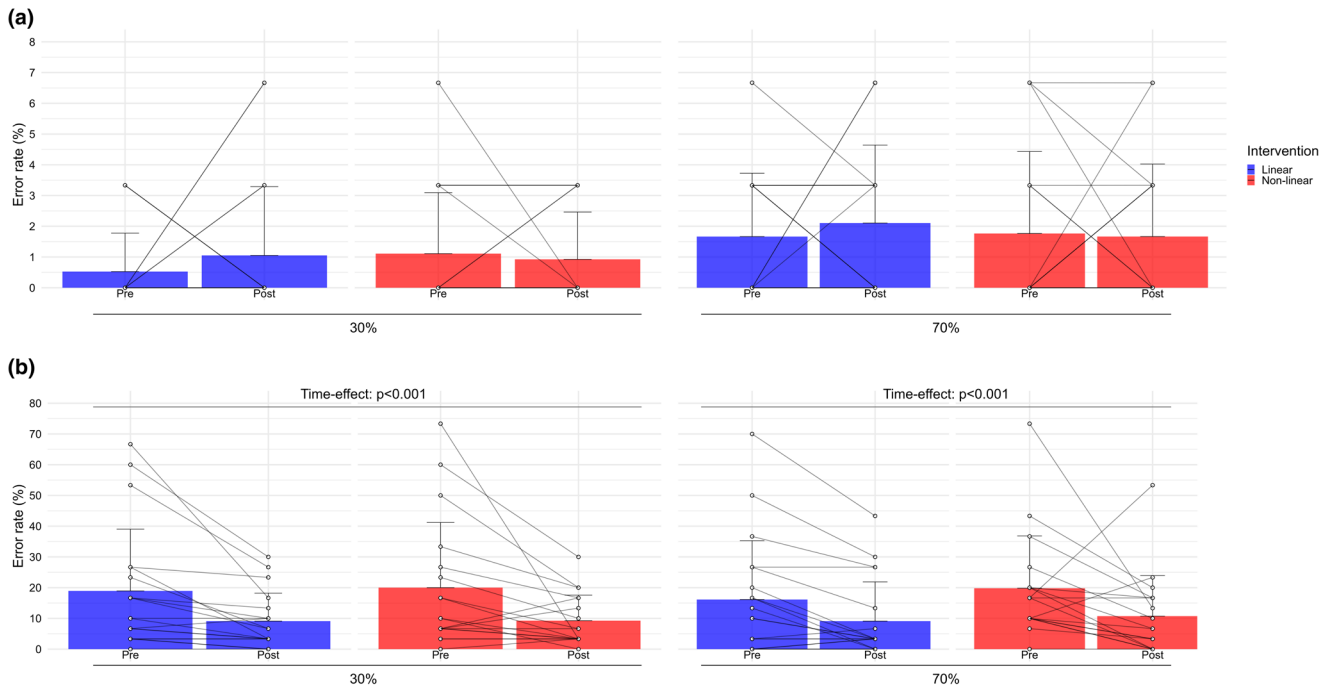 (a)
8
7
6
5
4
3
2
1
0
Error rate (%)
Pre Post Pre Post Pre Post Pre Post
30% 70%
Intervention
Linear
Non-linear
(b)
Time-effect: p<0.001 Time-effect: p<0.001
80
70
60
50
40
30
20
10
0
Error rate (%)
Pre Post Pre Post Pre Post Pre Post
30% 70%